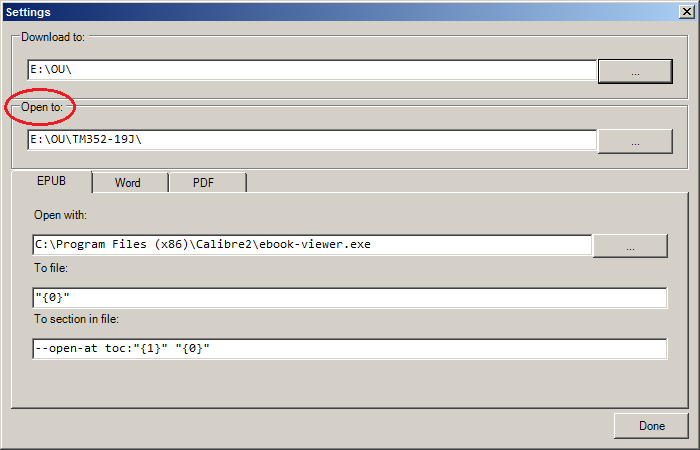 Settings
Download to:
E:\OU\
...
Open to:
E:\OU\TM352-19J\
...
EPUB Word PDF
Open with:
C:\Program Files (x86)\Calibre2\ebook-viewer.exe
...
To file:
"{0}"
To section in file:
--open-at toc:"{1}" "{0}"
Done